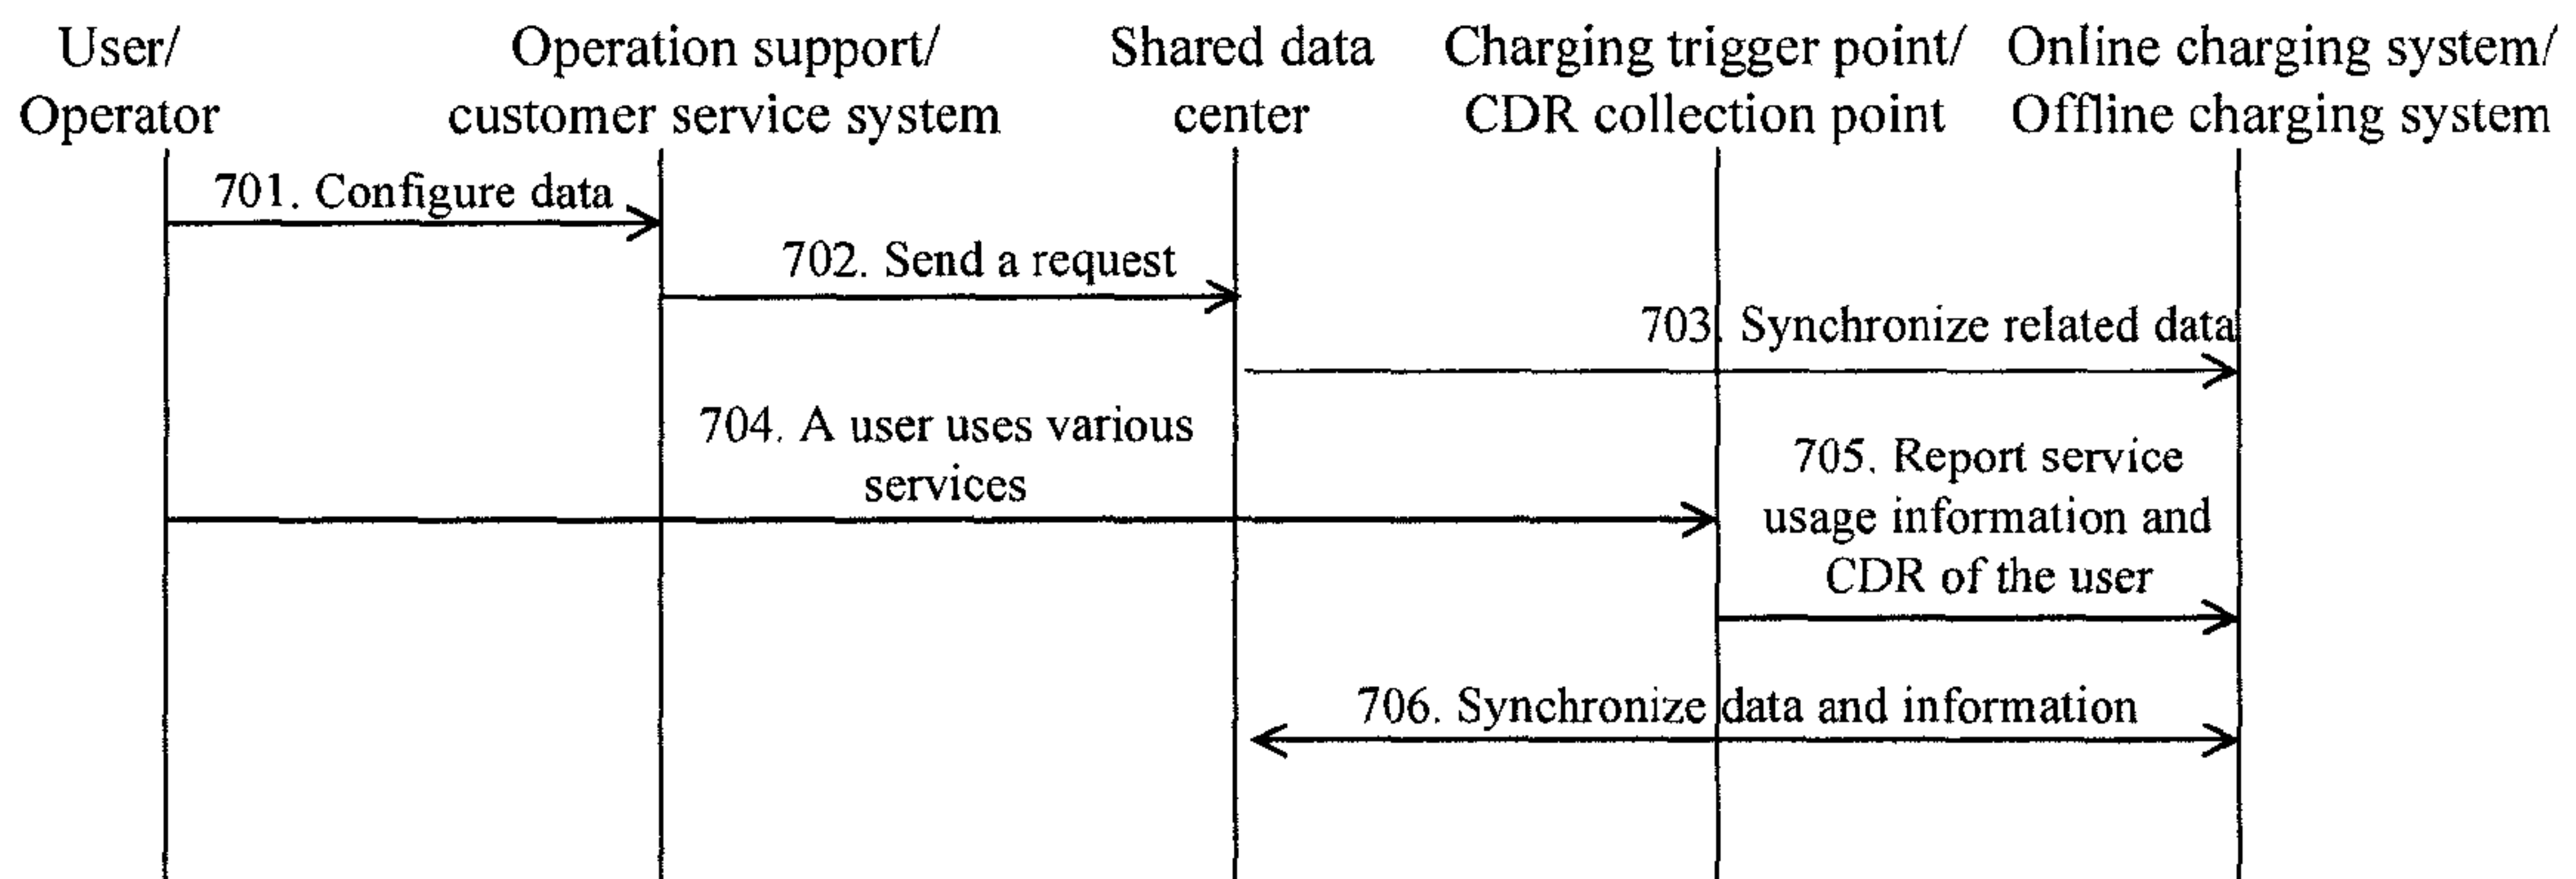 User/
Operator
Operation support/
customer service system
Shared data
center
Charging trigger point/
CDR collection point
Online charging system/
Offline charging system
701. Configure data
702. Send a request
703. Synchronize related data
704. A user uses various
services
705. Report service
usage information and
CDR of the user
706. Synchronize data and information